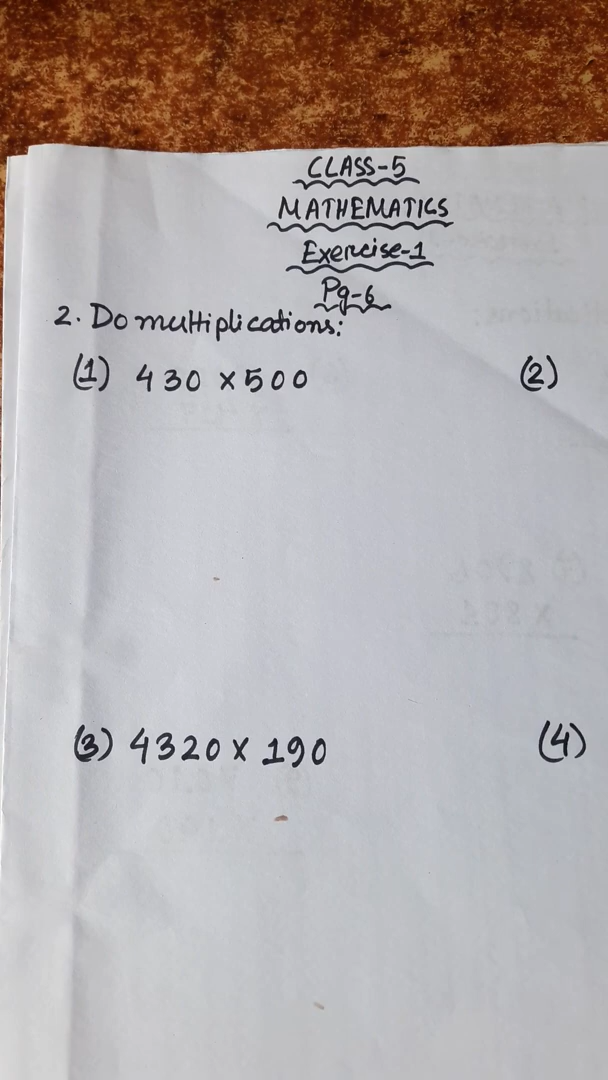 CLASS-5
MATHEMATICS
Exercise-1
Pg-6
2. Do multiplications:
(1) 430 x 500 (2)
(3) 4320 x 190 (4)